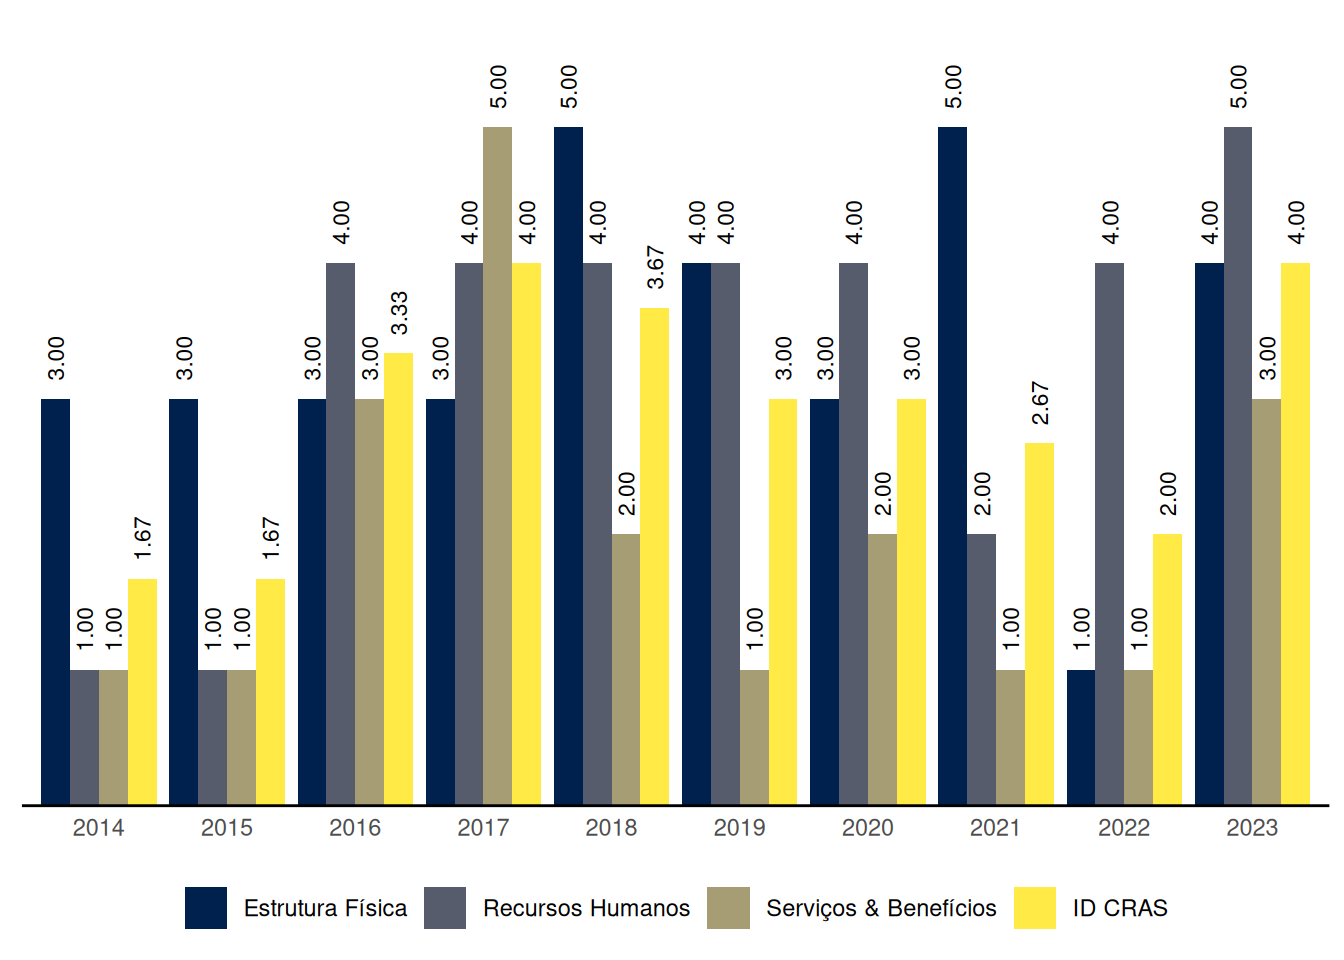 3.00 1.00 1.00 1.67
3.00 1.00 1.00 1.67
3.00 4.00 3.00 3.33
3.00 4.00 5.00 4.00
5.00 4.00 2.00 3.67
4.00 4.00 1.00 3.00
3.00 4.00 2.00 3.00
5.00 2.00 1.00 2.67
1.00 4.00 1.00 2.00
4.00 5.00 3.00 4.00
2014 2015 2016 2017 2018 2019 2020 2021 2022 2023
Estrutura Física Recursos Humanos Serviços & Benefícios ID CRAS